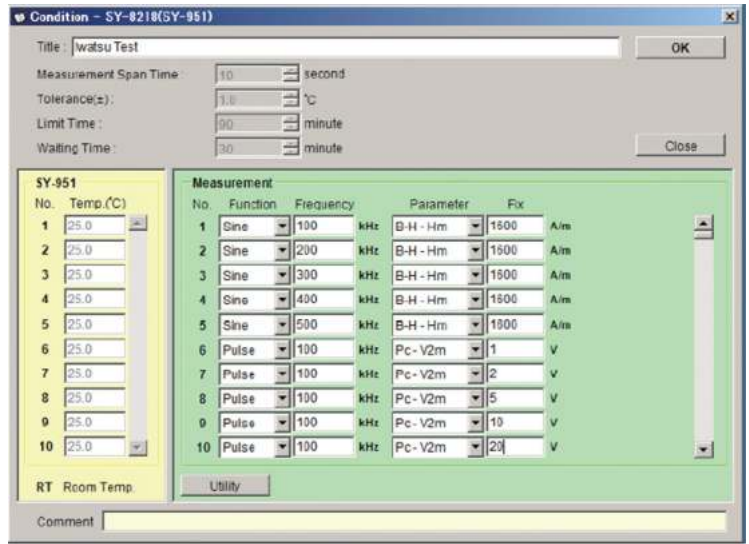 Condition - SY-8218(SY-951)
Title : Iwatsu Test OK
Measurement Span Time : 10 second
Tolerance(±) : 1.0 °C
Limit Time : 90 minute
Waiting Time : 30 minute Close
SY-951 Measurement
No. Temp.(°C) No. Function Frequency Parameter Fix
1 25.0 1 Sine 100 kHz B-H - Hm 1600 A/m
2 25.0 2 Sine 200 kHz B-H - Hm 1600 A/m
3 25.0 3 Sine 300 kHz B-H - Hm 1600 A/m
4 25.0 4 Sine 400 kHz B-H - Hm 1600 A/m
5 25.0 5 Sine 500 kHz B-H - Hm 1600 A/m
6 25.0 6 Pulse 100 kHz Pc - V2m 1 V
7 25.0 7 Pulse 100 kHz Pc - V2m 2 V
8 25.0 8 Pulse 100 kHz Pc - V2m 5 V
9 25.0 9 Pulse 100 kHz Pc - V2m 10 V
10 25.0 10 Pulse 100 kHz Pc - V2m 20 V
RT Room Temp. Utility
Comment